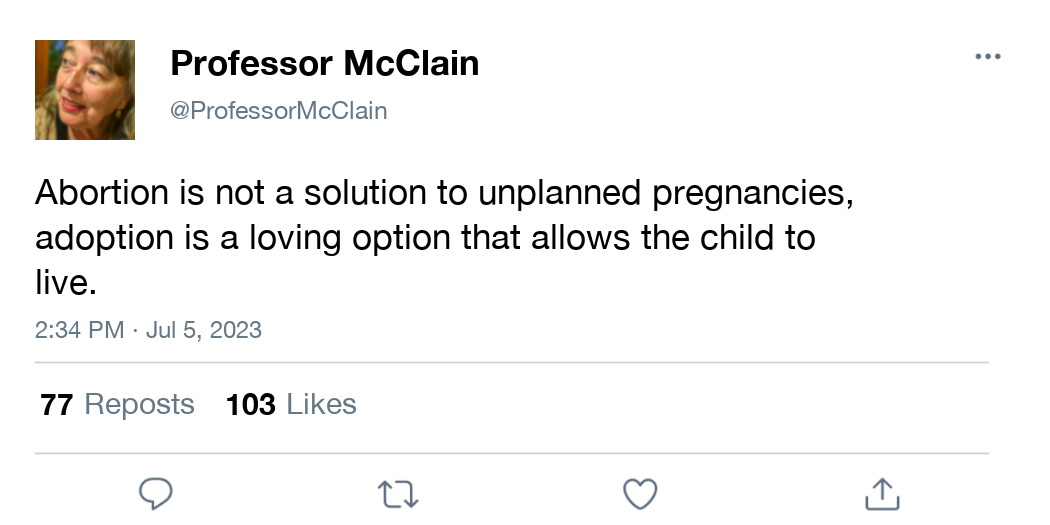 Professor McClain
@ProfessorMcClain
Abortion is not a solution to unplanned pregnancies,
adoption is a loving option that allows the child to
live.
2:34 PM · Jul 5, 2023
77 Reposts 103 Likes